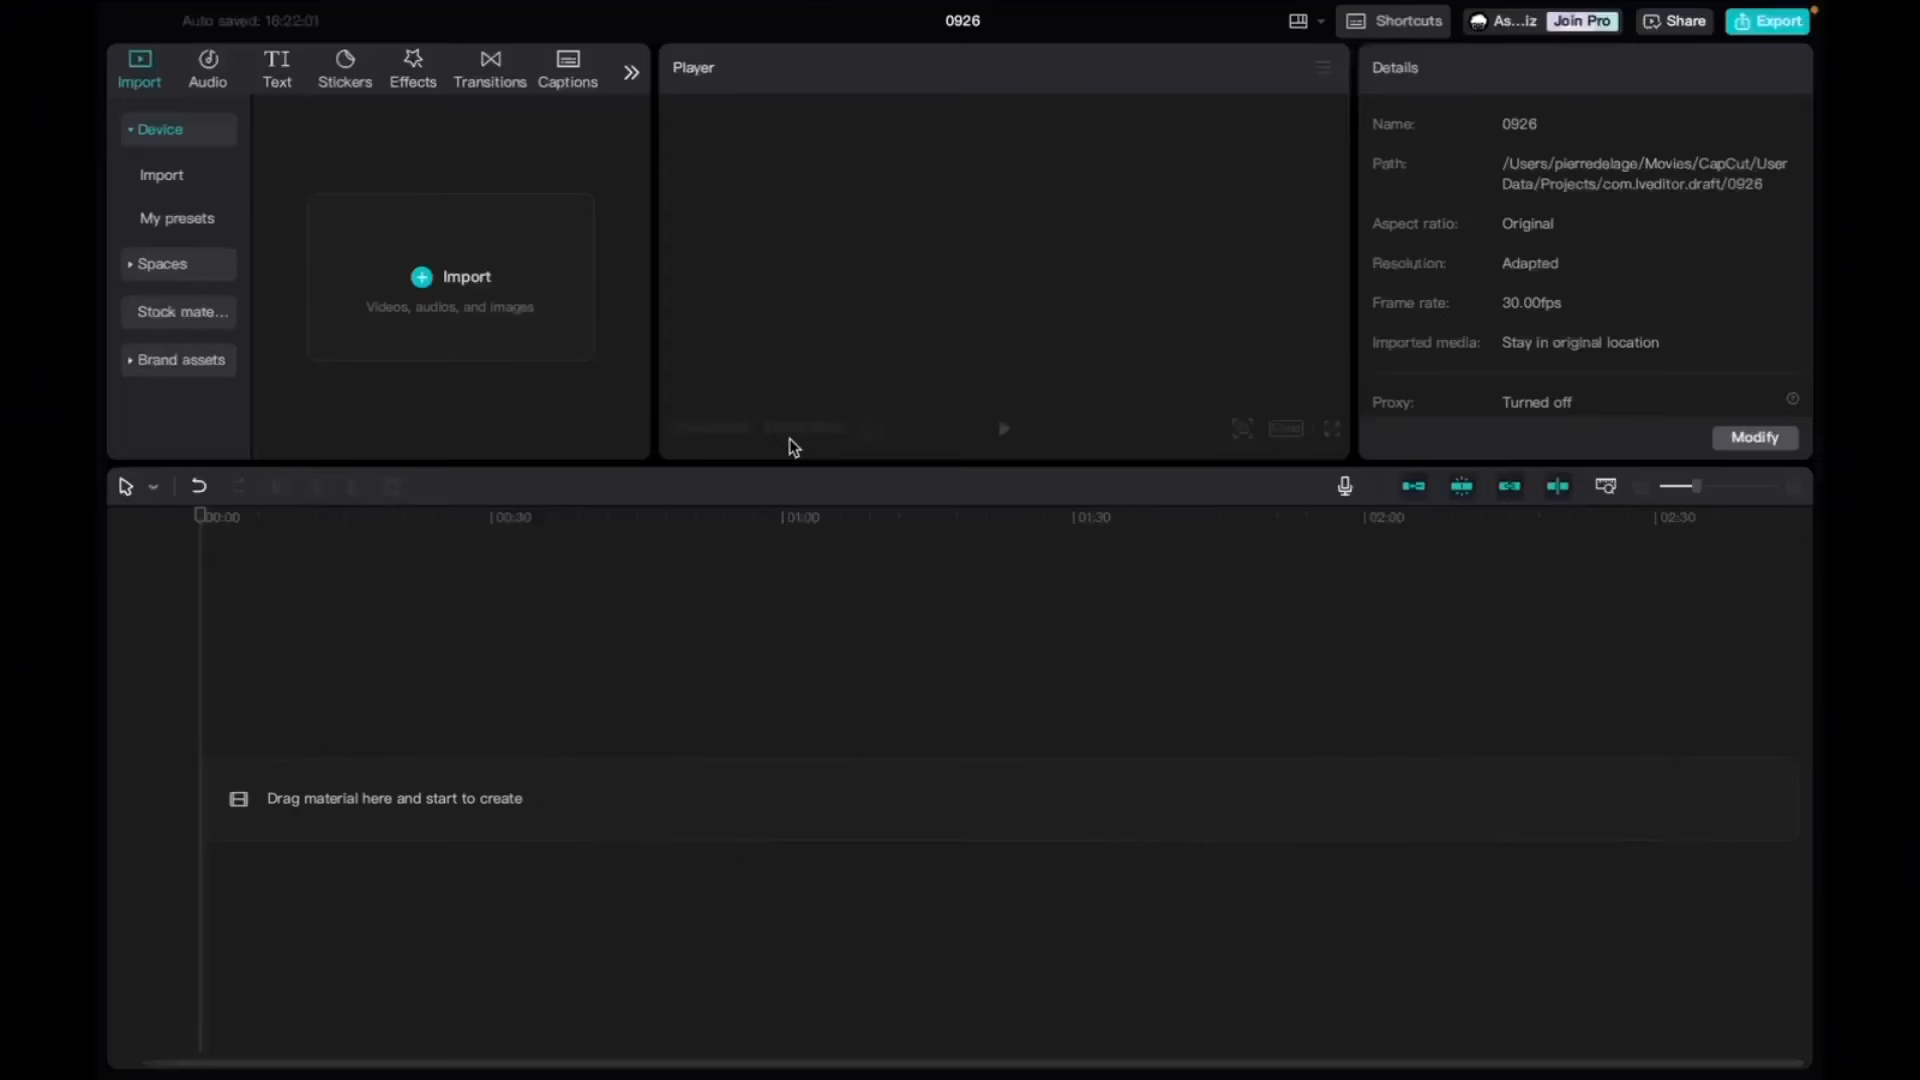 Auto saved: 16:22:01
0926
Shortcuts
As...iz
Join Pro
Share
Export
Import
Audio
TI
Text
Stickers
Effects
Transitions
Captions
Device
Import
My presets
Spaces
Stock mate...
Brand assets
Import
Videos, audios, and images
Player
Details
Name:
0926
Path:
/Users/pierredelage/Movies/CapCut/User
Data/Projects/com.lveditor.draft/0926
Aspect ratio:
Original
Resolution:
Adapted
Frame rate:
30.00fps
Imported media:
Stay in original location
Proxy:
Turned off
Modify
00:00
00:30
01:00
01:30
02:00
02:30
Drag material here and start to create